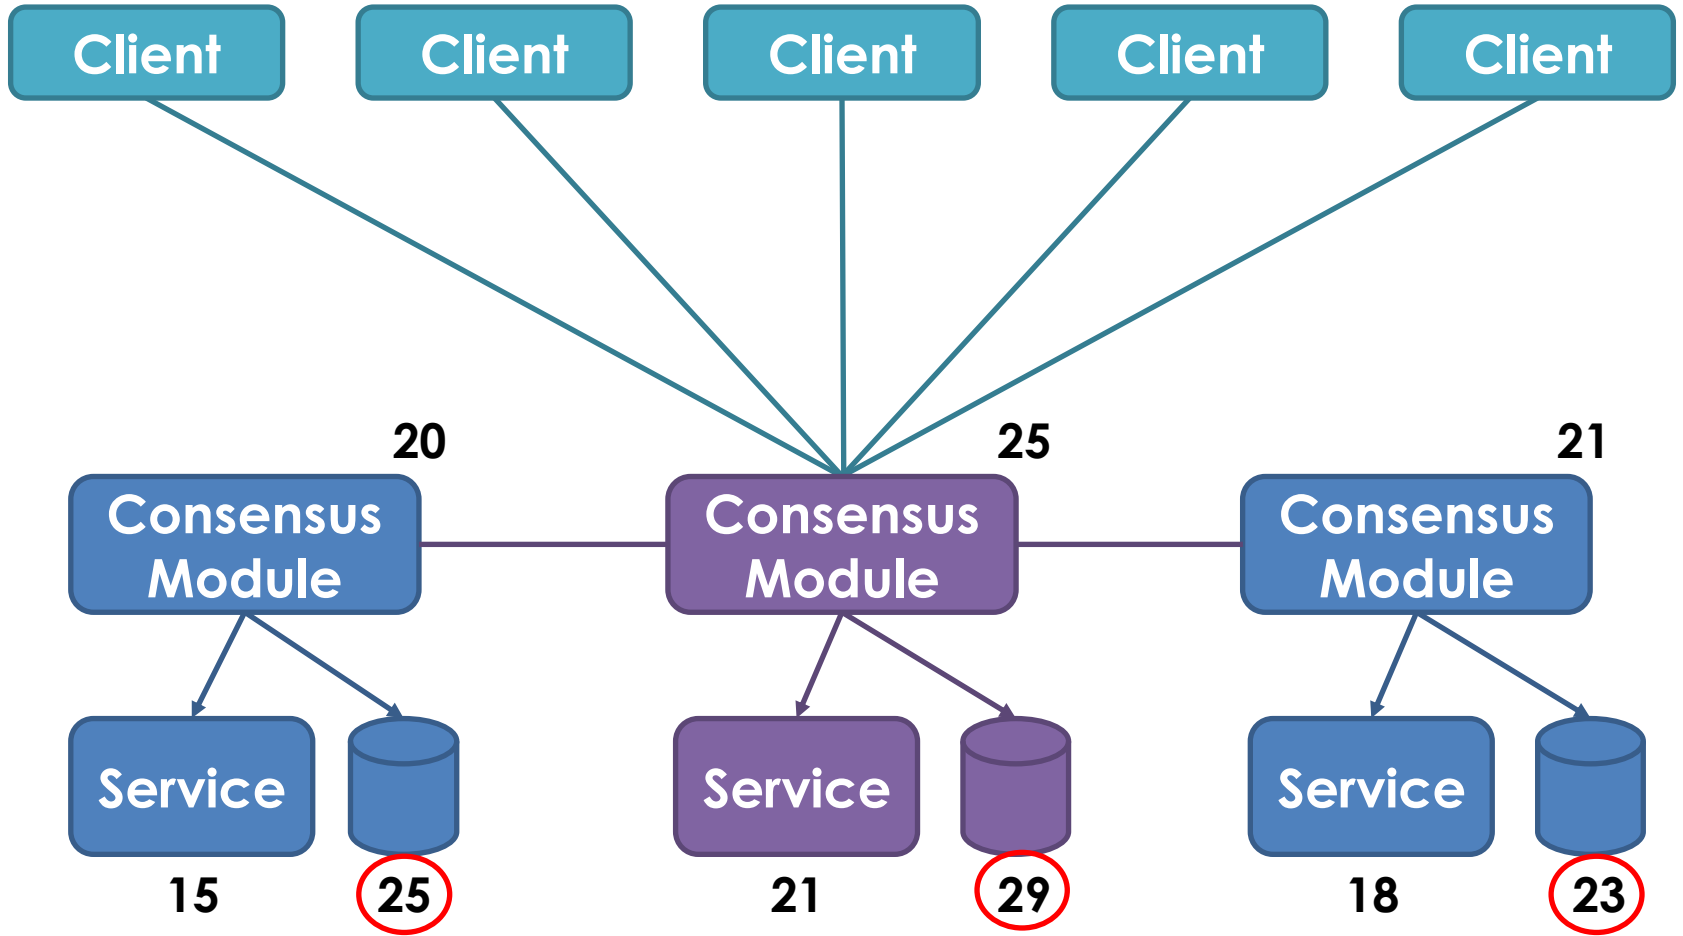 Client
Client
Client
Client
Client
20
25
21
Consensus
Module
Consensus
Module
Consensus
Module
Service
Service
Service
15
25
21
29
18
23